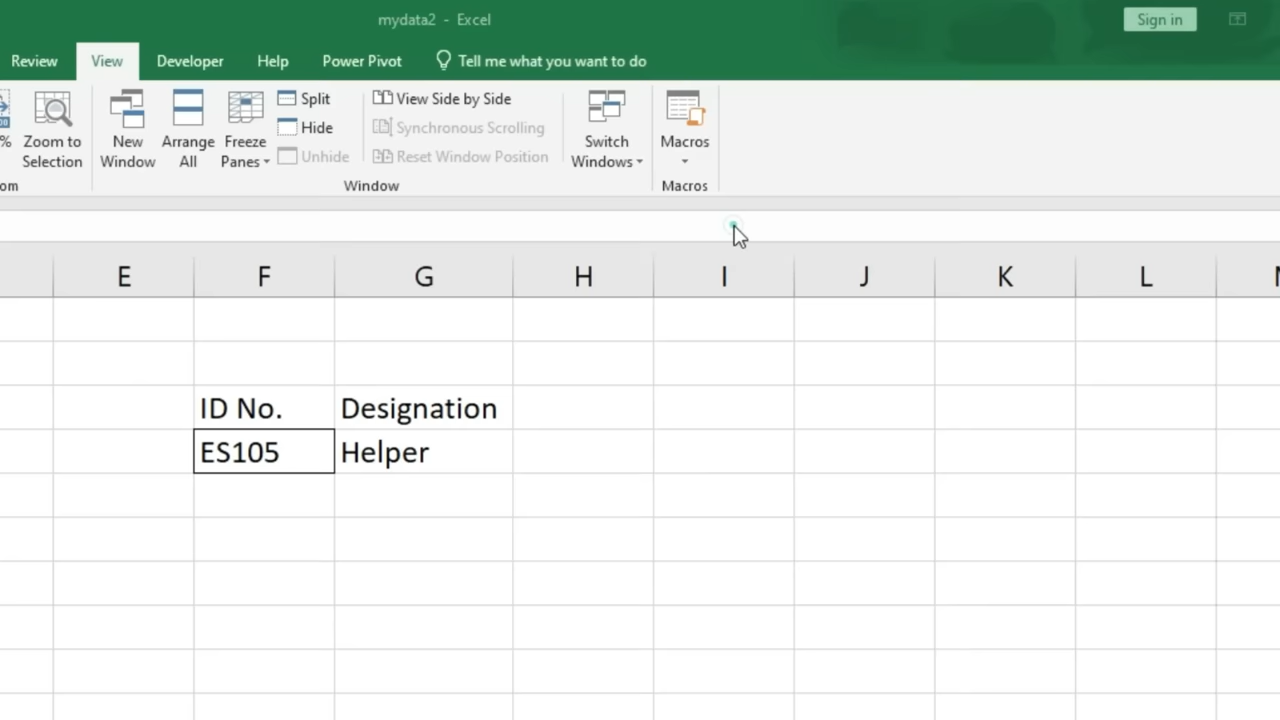 mydata2 - Excel
Sign in
Review View Developer Help Power Pivot Tell me what you want to do
Zoom to Selection
New Window
Arrange All
Freeze Panes
Split
Hide
Unhide
View Side by Side
Synchronous Scrolling
Reset Window Position
Switch Windows
Macros
om
Window
Macros
E F G H I J K L
ID No. Designation
ES105 Helper